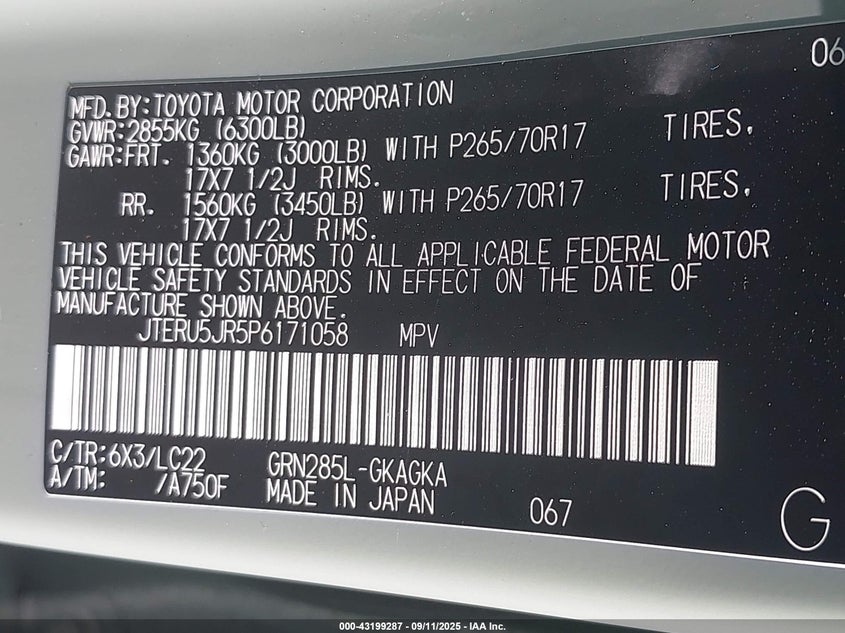 06
MFD. BY: TOYOTA MOTOR CORPORATION
GVWR: 2855KG (6300LB)
GAWR: FRT. 1360KG (3000LB) WITH P265/70R17 TIRES,
17X7 1/2J RIMS.
RR. 1560KG (3450LB) WITH P265/70R17 TIRES,
17X7 1/2J RIMS.
THIS VEHICLE CONFORMS TO ALL APPLICABLE FEDERAL MOTOR
VEHICLE SAFETY STANDARDS IN EFFECT ON THE DATE OF
MANUFACTURE SHOWN ABOVE.
JTERU5JR5P6171058 MPV
C/TR: 6X3/LC22 GRN285L-GKAGKA
A/TM: /A750F MADE IN JAPAN 067
G
000-43199287 - 09/11/2025 - IAA Inc.